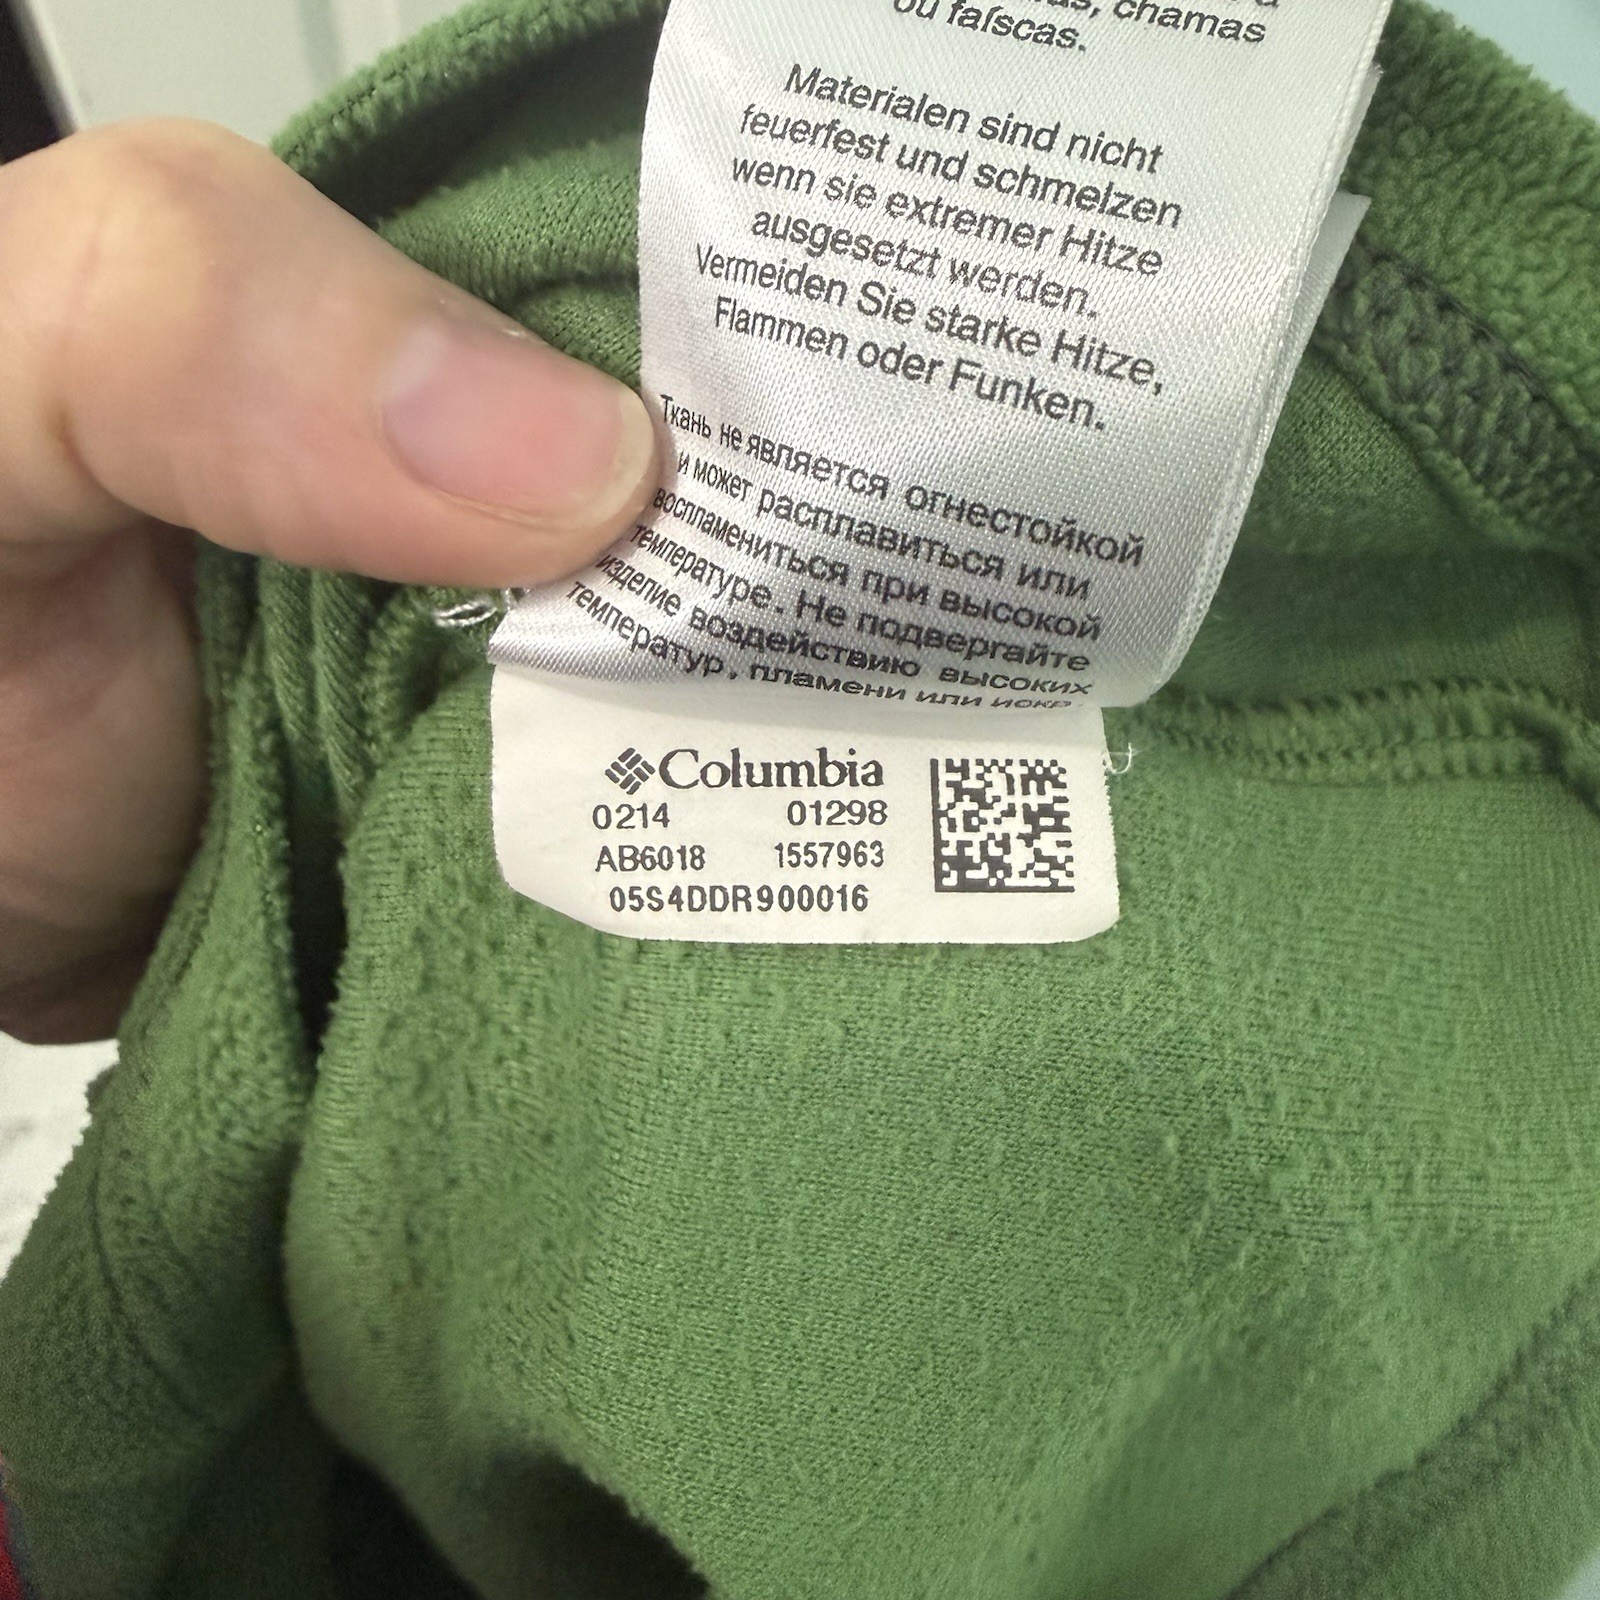 chamas
ou faíscas.
Materialen sind nicht
feuerfest und schmelzen
wenn sie extremer Hitze
ausgesetzt werden.
Vermeiden Sie starke Hitze,
Flammen oder Funken.
Ткань не является огнестойкой
и может расплавиться или
воспламениться при высокой
температуре. Не подвергайте
изделие воздействию высоких
температур, пламени или
Columbia
0214 01298
AB6018 1557963
05S4DDR900016